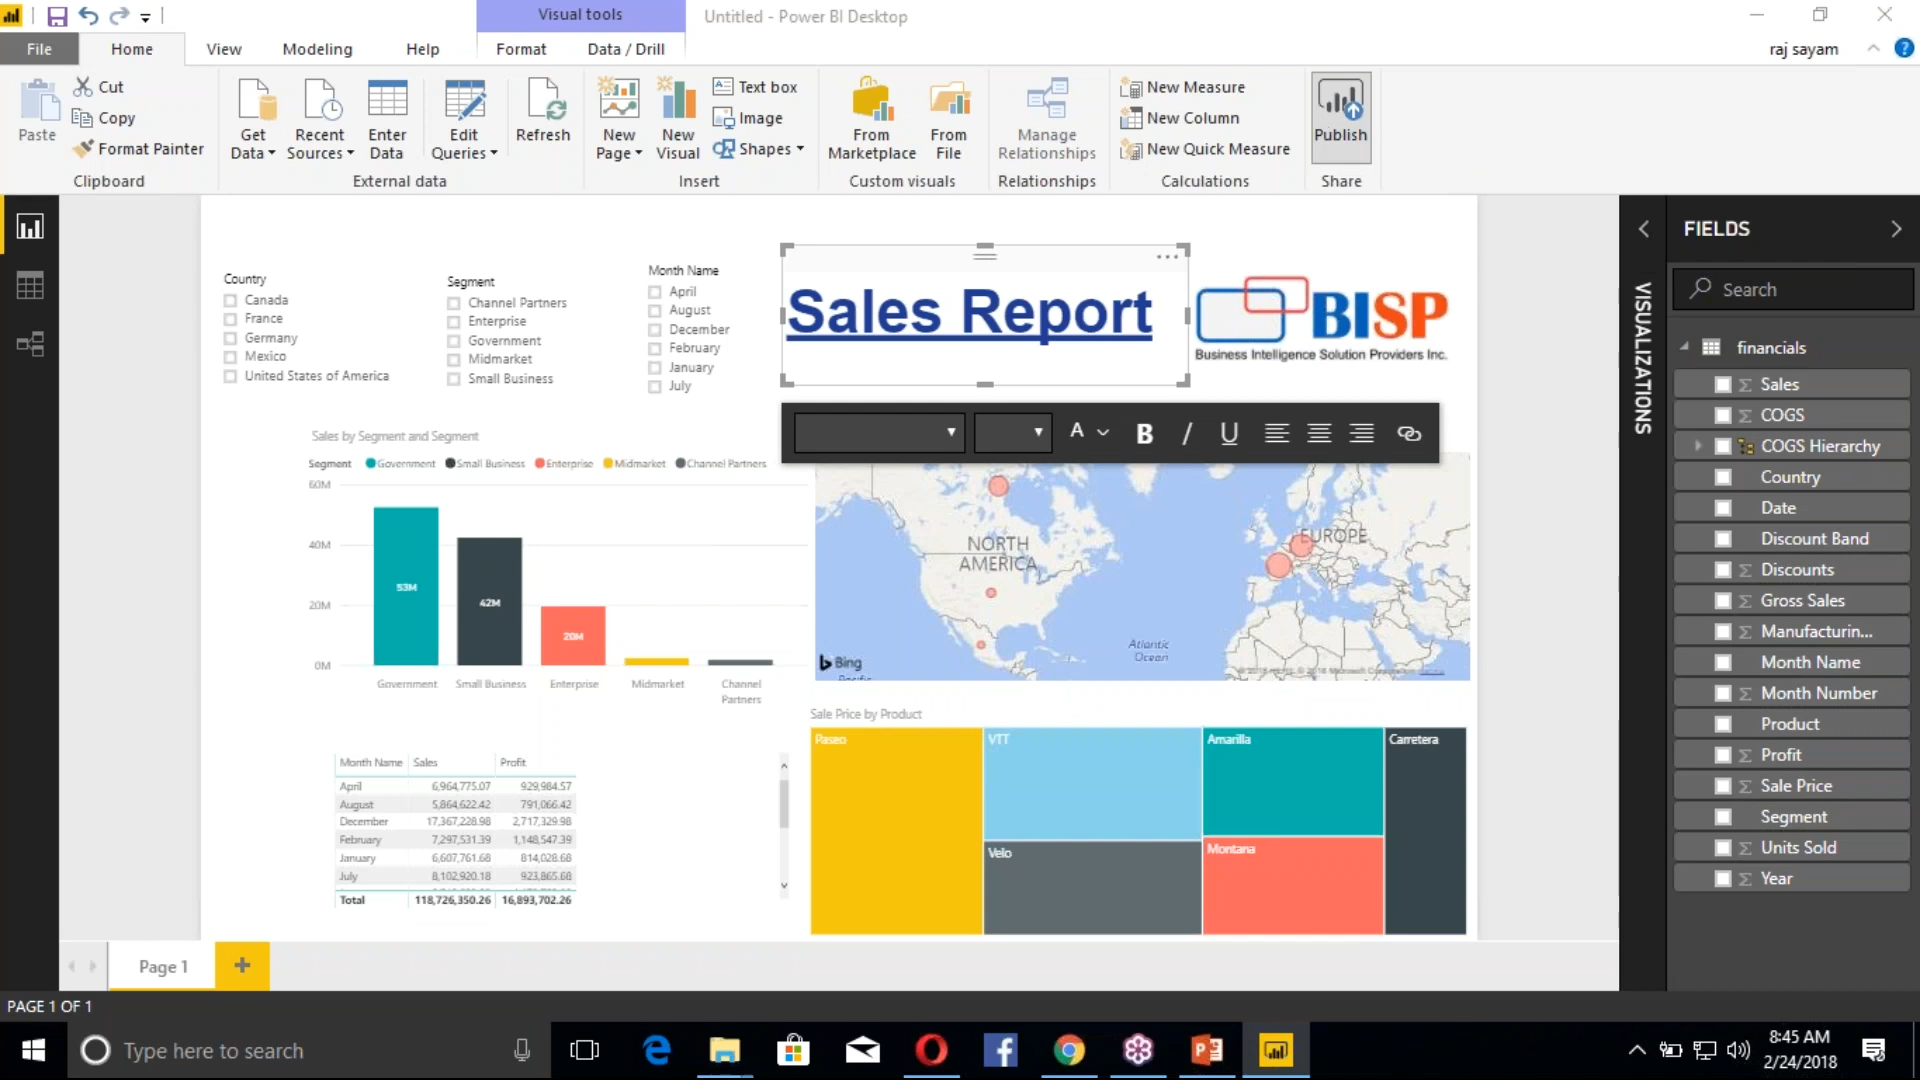 Visual tools
Untitled - Power BI Desktop
File
Home
View
Modeling
Help
Format
Data / Drill
raj sayam
Paste
Cut
Copy
Format Painter
Clipboard
Get Data
Recent Sources
Enter Data
Edit Queries
Refresh
External data
New Page
New Visual
Text box
Image
Shapes
Insert
From Marketplace
From File
Custom visuals
Manage Relationships
Relationships
New Measure
New Column
New Quick Measure
Calculations
Publish
Share
Country
Canada
France
Germany
Mexico
United States of America
Segment
Channel Partners
Enterprise
Government
Midmarket
Small Business
Month Name
April
August
December
February
January
July
Sales Report
BISP
Business Intelligence Solution Providers Inc.
A B I U
Sales by Segment and Segment
Segment Government Small Business Enterprise Midmarket Channel Partners
60M
40M
20M
0M
53M
42M
20M
Government
Small Business
Enterprise
Midmarket
Channel Partners
NORTH AMERICA
EUROPE
Atlantic Ocean
Bing
Month Name Sales Profit
April 6,964,775.07 929,984.57
August 5,864,622.42 791,066.42
December 17,367,228.98 2,717,329.98
February 7,297,531.39 1,148,547.39
January 6,607,761.68 814,028.68
July 8,102,920.18 923,865.68
Total 118,726,350.26 16,893,702.26
Sale Price by Product
Paseo
VTT
Velo
Amarilla
Montana
Carretera
VISUALIZATIONS
FIELDS
Search
financials
Sales
COGS
COGS Hierarchy
Country
Date
Discount Band
Discounts
Gross Sales
Manufacturin...
Month Name
Month Number
Product
Profit
Sale Price
Segment
Units Sold
Year
Page 1
PAGE 1 OF 1
Type here to search
8:45 AM
2/24/2018